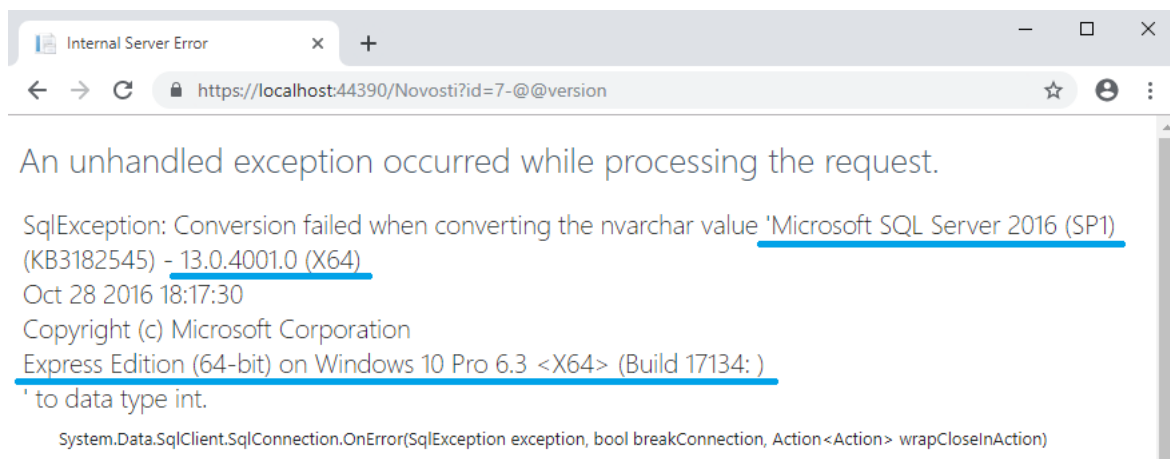 Internal Server Error
https://localhost:44390/Novosti?id=7-@@version
An unhandled exception occurred while processing the request.
SqlException: Conversion failed when converting the nvarchar value 'Microsoft SQL Server 2016 (SP1)
(KB3182545) - 13.0.4001.0 (X64)
Oct 28 2016 18:17:30
Copyright (c) Microsoft Corporation
Express Edition (64-bit) on Windows 10 Pro 6.3 <X64> (Build 17134: )
' to data type int.
System.Data.SqlClient.SqlConnection.OnError(SqlException exception, bool breakConnection, Action<Action> wrapCloseInAction)